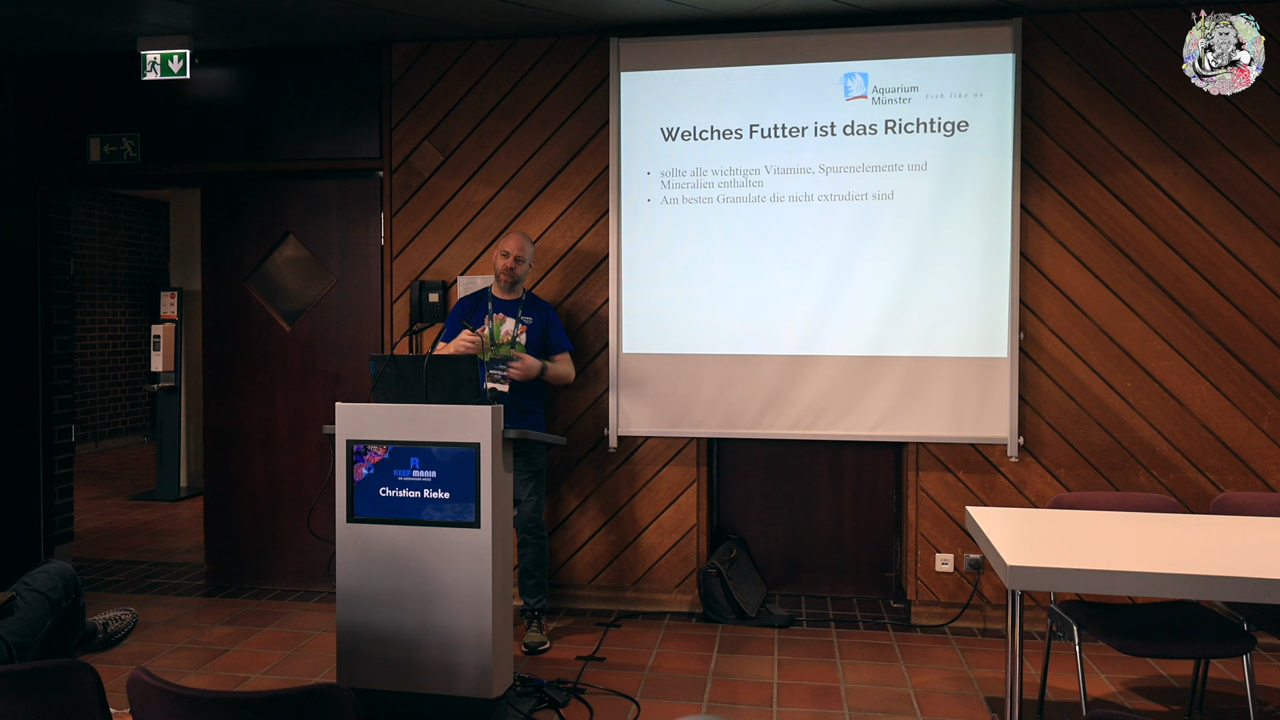 Aquarium
Münster
Fish like us
Welches Futter ist das Richtige
• sollte alle wichtigen Vitamine, Spurenelemente und
Mineralien enthalten
• Am besten Granulate die nicht extrudiert sind
REEF MANIA
Christian Rieke